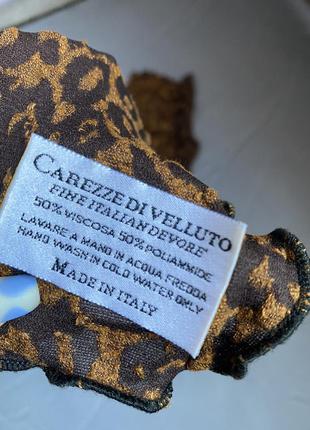 CAREZZE DI VELLUTO
FINE ITALIAN DEVORE'
50% VISCOSA 50% POLIAMMIDE
LAVARE A MANO IN ACQUA FREDDA
HAND WASH IN COLD WATER ONLY
MADE IN ITALY